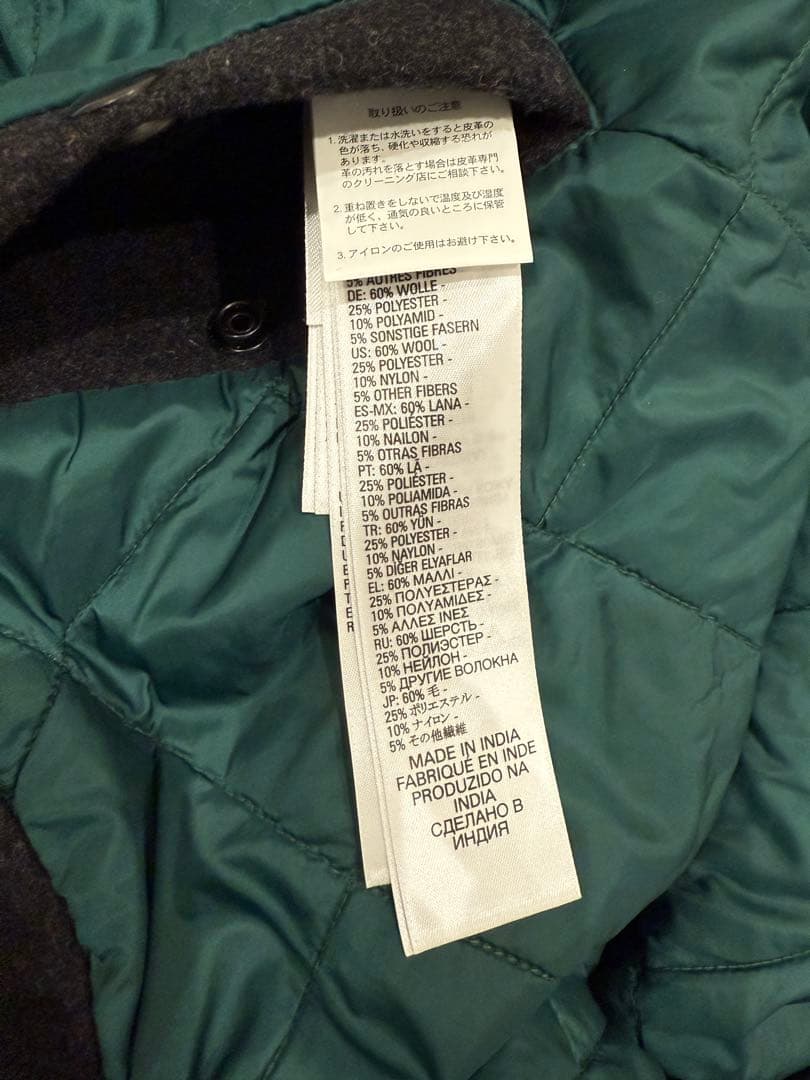 取り扱いのご注意
1. 洗濯または水洗いをすると皮革の
色が落ち、硬化や収縮する恐れが
あります。
革の汚れを落とす場合は皮革専門
のクリーニング店にご相談下さい。
2. 重ね置きをしないで温度及び湿度
が低く、通気の良いところに保管
して下さい。
3. アイロンのご使用はお避け下さい。
5% AUTRES FIBRES
DE: 60% WOLLE -
25% POLYESTER -
10% POLYAMID -
5% SONSTIGE FASERN
US: 60% WOOL -
25% POLYESTER -
10% NYLON -
5% OTHER FIBERS
ES-MX: 60% LANA -
25% POLIÉSTER -
10% NAILON -
5% OTRAS FIBRAS
PT: 60% LÃ -
25% POLIÉSTER -
10% POLIAMIDA -
5% OUTRAS FIBRAS
TR: 60% YÜN -
25% POLYESTER -
10% NAYLON -
5% DİĞER ELYAFLAR
EL: 60% ΜΑΛΛΙ -
25% ΠΟΛΥΕΣΤΕΡΑΣ -
10% ΠΟΛΥΑΜΙΔΕΣ -
5% ΑΛΛΕΣ ΙΝΕΣ
RU: 60% ШЕРСТЬ -
25% ПОЛИЭСТЕР -
10% НЕЙЛОН -
5% ДРУГИЕ ВОЛОКНА
JP: 60% 毛 -
25% ポリエステル -
10% ナイロン -
5% その他繊維
MADE IN INDIA
FABRIQUÉ EN INDE
PRODUZIDO NA
INDIA
СДЕЛАНО В
ИНДИЯ